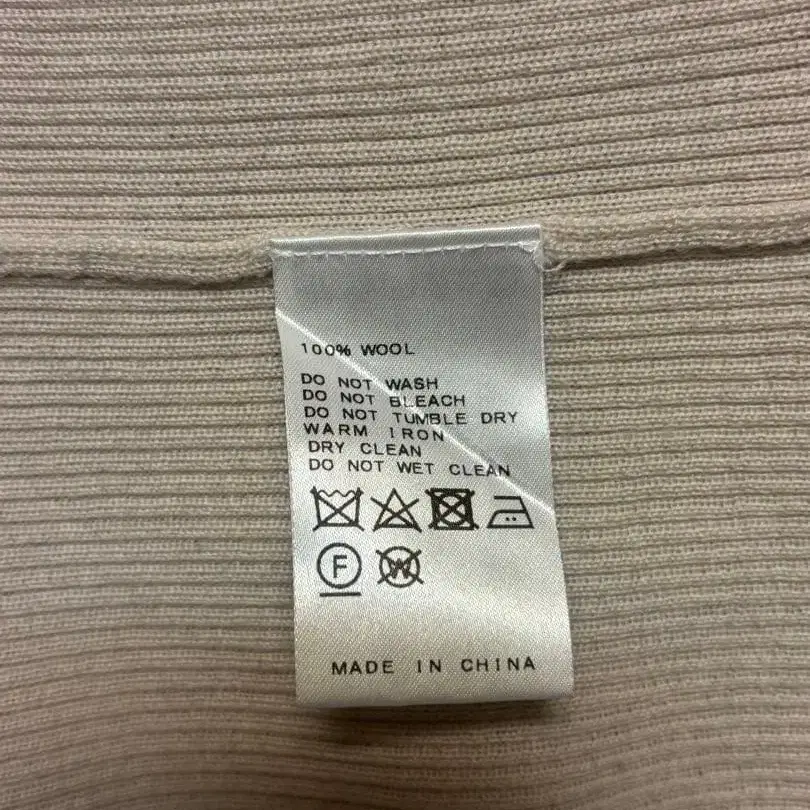 100% WOOL
DO NOT WASH
DO NOT BLEACH
DO NOT TUMBLE DRY
WARM IRON
DRY CLEAN
DO NOT WET CLEAN
F W
MADE IN CHINA